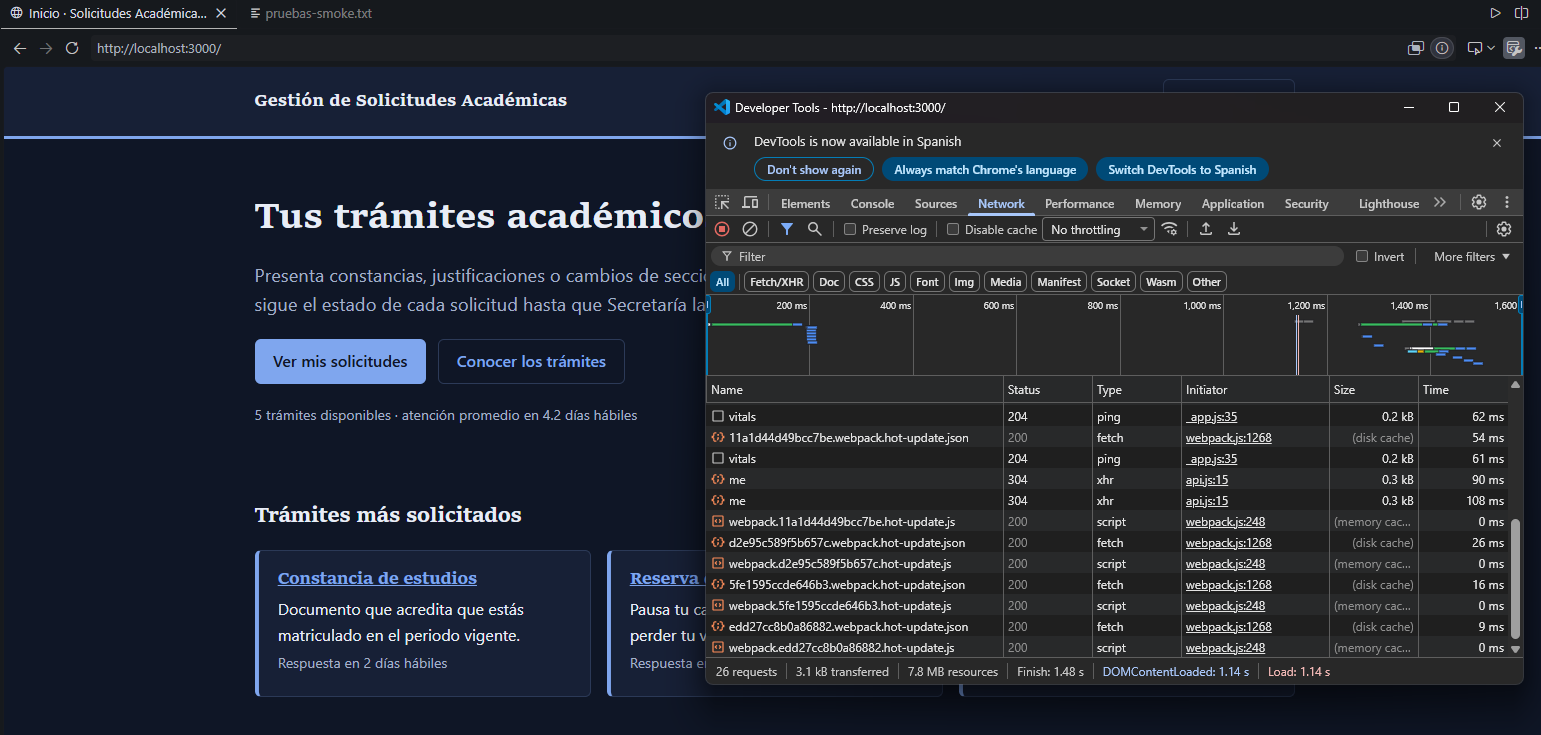 Inicio · Solicitudes Académica...
pruebas-smoke.txt
http://localhost:3000/
Gestión de Solicitudes Académicas
Tus trámites académico
Presenta constancias, justificaciones o cambios de secci
sigue el estado de cada solicitud hasta que Secretaría la
Ver mis solicitudes
Conocer los trámites
5 trámites disponibles · atención promedio en 4.2 días hábiles
Trámites más solicitados
Constancia de estudios
Documento que acredita que estás
matriculado en el periodo vigente.
Respuesta en 2 días hábiles
Reserva
Pausa tu
perder tu
Respuesta
Developer Tools - http://localhost:3000/
DevTools is now available in Spanish
Don't show again
Always match Chrome's language
Switch DevTools to Spanish
Elements Console Sources Network Performance Memory Application Security Lighthouse
Preserve log Disable cache No throttling
Filter Invert More filters
All Fetch/XHR Doc CSS JS Font Img Media Manifest Socket Wasm Other
200 ms 400 ms 600 ms 800 ms 1,000 ms 1,200 ms 1,400 ms 1,600
Name Status Type Initiator Size Time
vitals 204 ping _app.js:35 0.2 kB 62 ms
11a1d44d49bcc7be.webpack.hot-update.json 200 fetch webpack.js:1268 (disk cache) 54 ms
vitals 204 ping _app.js:35 0.2 kB 61 ms
me 304 xhr api.js:15 0.3 kB 90 ms
me 304 xhr api.js:15 0.3 kB 108 ms
webpack.11a1d44d49bcc7be.hot-update.js 200 script webpack.js:248 (memory cac... 0 ms
d2e95c589f5b657c.webpack.hot-update.json 200 fetch webpack.js:1268 (disk cache) 26 ms
webpack.d2e95c589f5b657c.hot-update.js 200 script webpack.js:248 (memory cac... 0 ms
5fe1595ccde646b3.webpack.hot-update.json 200 fetch webpack.js:1268 (disk cache) 16 ms
webpack.5fe1595ccde646b3.hot-update.js 200 script webpack.js:248 (memory cac... 0 ms
edd27cc8b0a86882.webpack.hot-update.json 200 fetch webpack.js:1268 (disk cache) 9 ms
webpack.edd27cc8b0a86882.hot-update.js 200 script webpack.js:248 (memory cac... 0 ms
26 requests 3.1 kB transferred 7.8 MB resources Finish: 1.48 s DOMContentLoaded: 1.14 s Load: 1.14 s